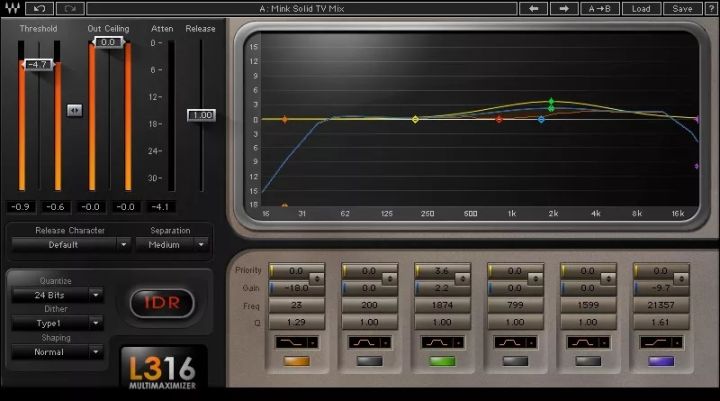 A: Mink Solid TV Mix
A→B
Load
Save
?
Threshold
Out Ceiling
Atten
Release
-4.7
0.0
0-
6-
12-
18-
24-
30-
1.00
-0.9 -0.6 -0.0 -0.0 -4.1
Release Character
Separation
Default
Medium
Quantize
24 Bits
Dither
Type1
Shaping
Normal
IDR
L316
MULTIMAXIMIZER
15
12
9
6
3
0
3
6
9
12
15
18
16 31 62 125 250 500 1k 2k 4k 8k 16k
Priority 0.0 0.0 3.6 0.0 0.0 0.0
Gain -18.0 0.0 2.2 0.0 0.0 -9.7
Freq 23 200 1874 799 1599 21357
Q 1.29 1.00 1.00 1.00 1.00 1.61